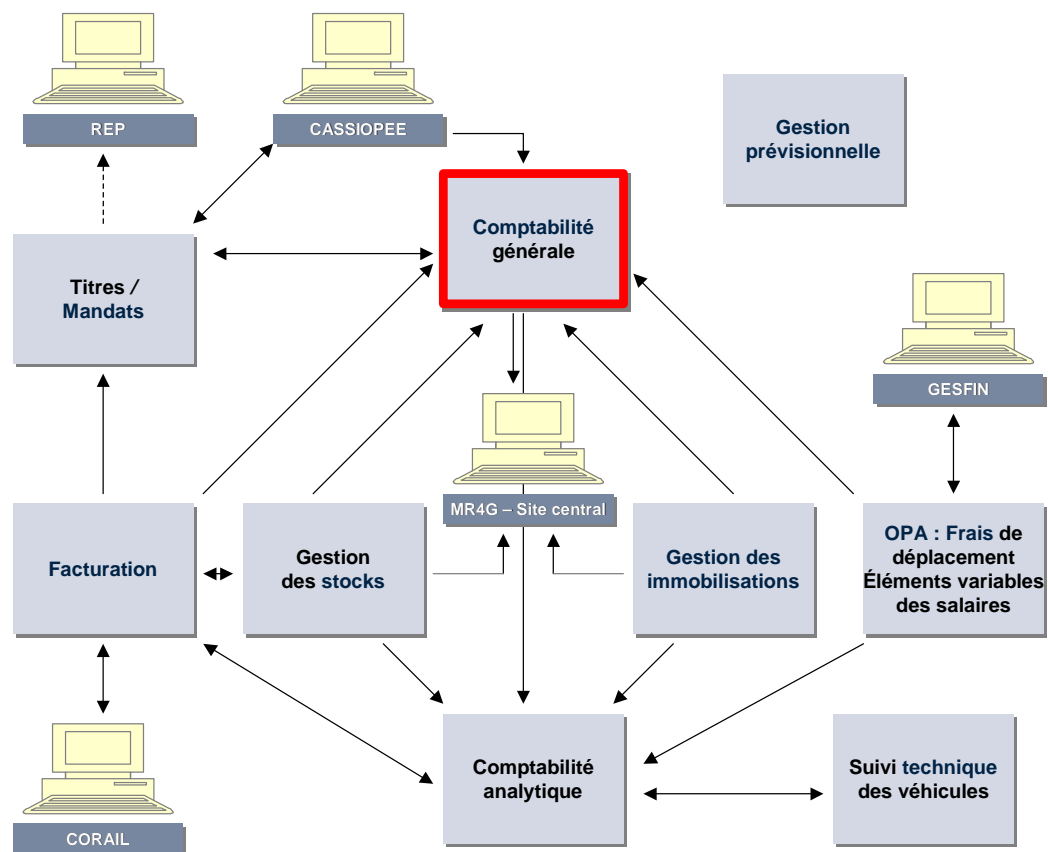 REP
CASSIOPEE
Gestion
prévisionnelle
Comptabilité
générale
Titres /
Mandats
GESFIN
MR4G – Site central
Facturation
Gestion
des stocks
Gestion des
immobilisations
OPA : Frais de
déplacement
Éléments variables
des salaires
Comptabilité
analytique
Suivi technique
des véhicules
CORAIL